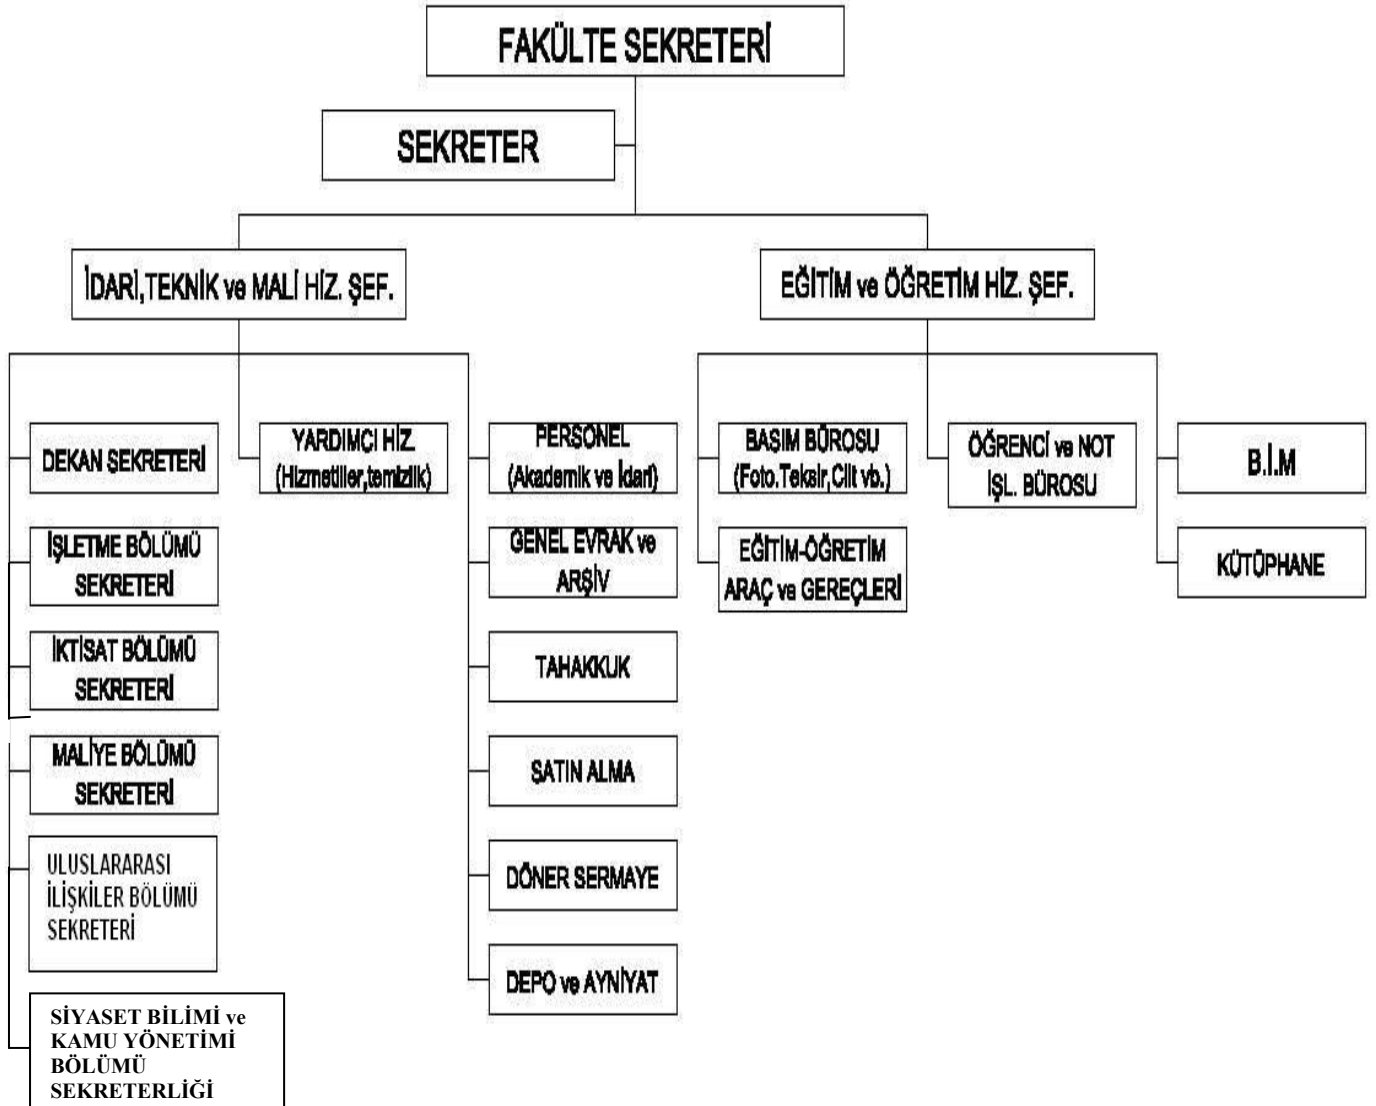 FAKÜLTE SEKRETERİ
SEKRETER
İDARİ,TEKNİK ve MALİ HİZ. ŞEF.
EĞİTİM ve ÖĞRETİM HİZ. ŞEF.
DEKAN SEKRETERİ
İŞLETME BÖLÜMÜ
SEKRETERİ
İKTİSAT BÖLÜMÜ
SEKRETERİ
MALİYE BÖLÜMÜ
SEKRETERİ
ULUSLARARASI
İLİŞKİLER BÖLÜMÜ
SEKRETERİ
SİYASET BİLİMİ ve
KAMU YÖNETİMİ
BÖLÜMÜ
SEKRETERLİĞİ
YARDIMCI HİZ.
(Hizmetliler,temizlik)
PERSONEL
(Akademik ve İdari)
GENEL EVRAK ve
ARŞİV
TAHAKKUK
SATIN ALMA
DÖNER SERMAYE
DEPO ve AYNİYAT
BASIM BÜROSU
(Foto.Teksir,Cilt vb.)
EĞİTİM-ÖĞRETİM
ARAÇ ve GEREÇLERİ
ÖĞRENCİ ve NOT
İŞL. BÜROSU
B.İ.M
KÜTÜPHANE